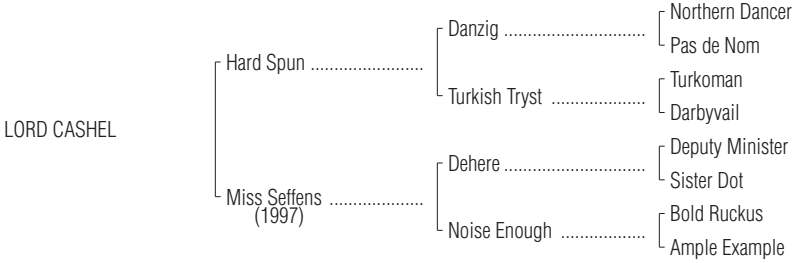 Northern Dancer
Danzig ..............................
Pas de Nom
Hard Spun ........................
Turkoman
Turkish Tryst ....................
Darbyvail
LORD CASHEL
Deputy Minister
Dehere ..............................
Sister Dot
Miss Seffens ....................
(1997)
Bold Ruckus
Noise Enough ..................
Ample Example